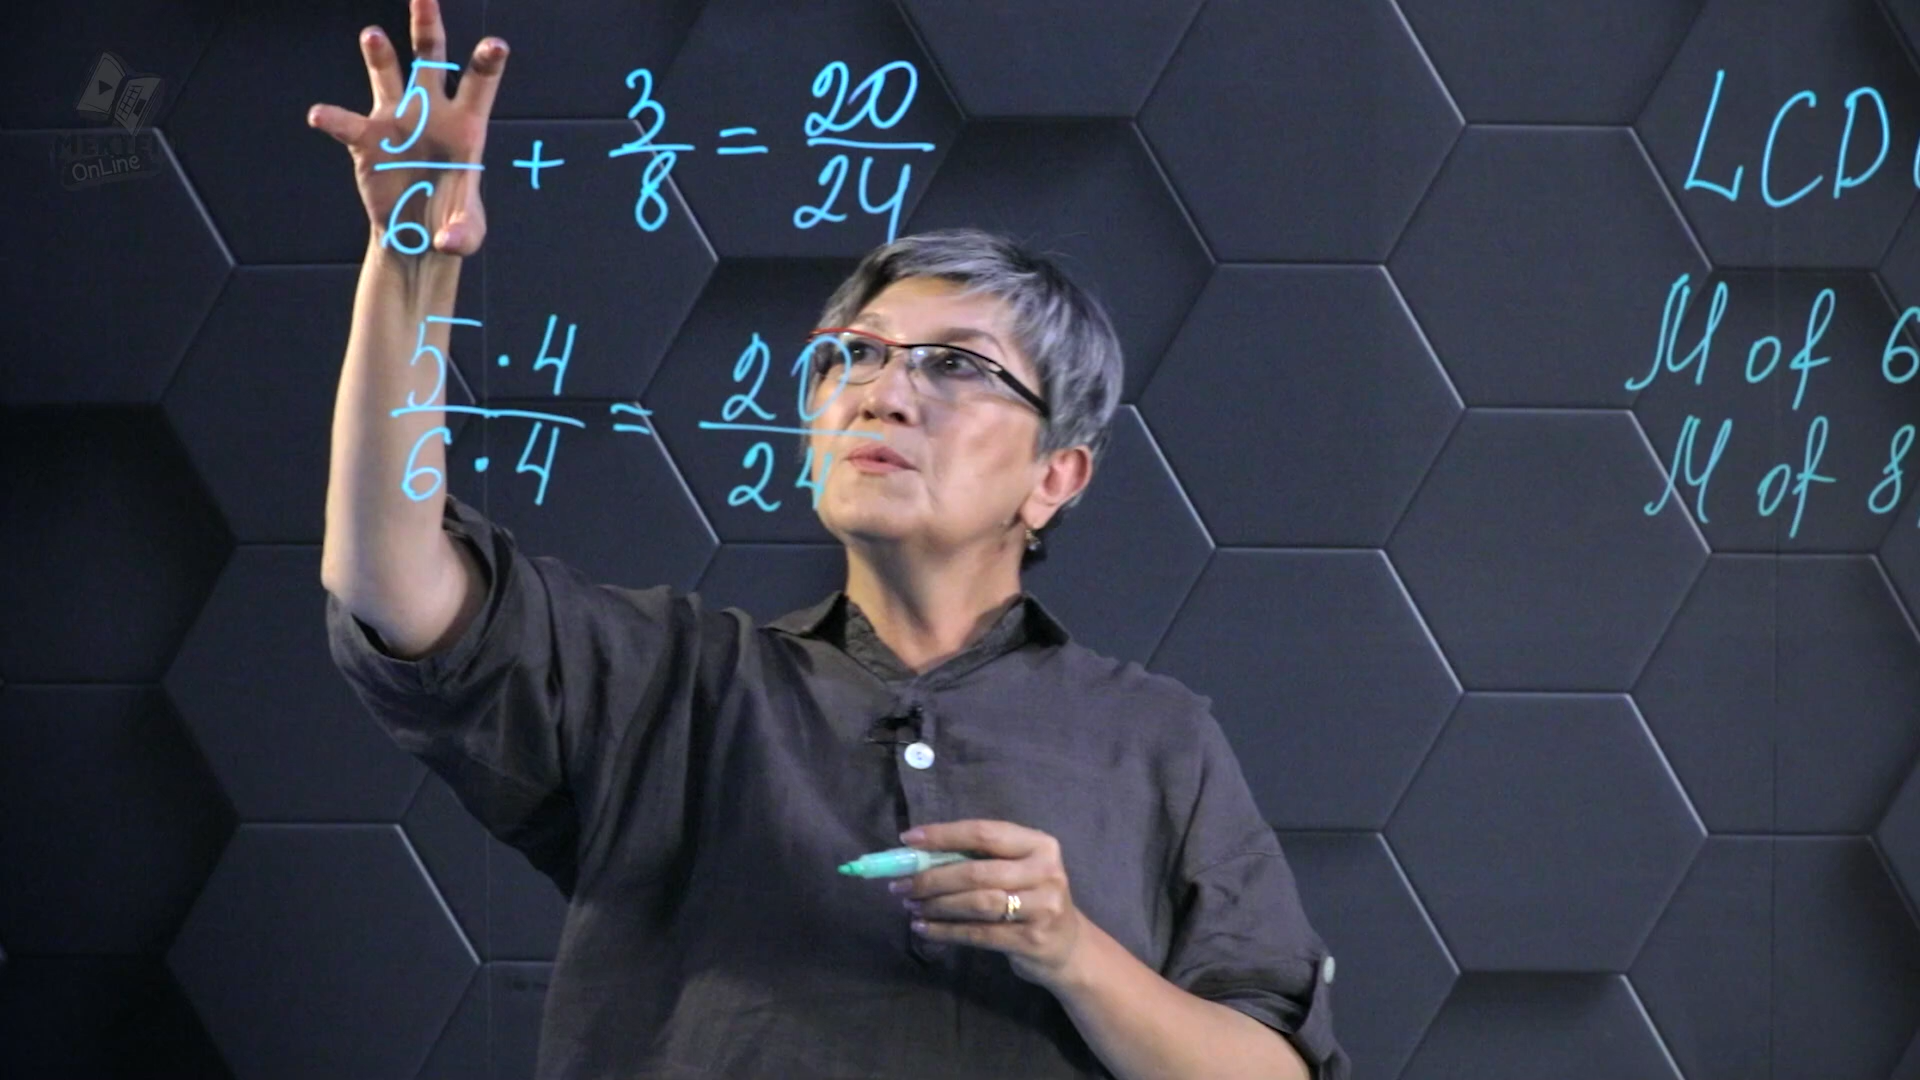 5/6 + 3/8 = 20/24
5 · 4 / 6 · 4 = 20/24
LCD
M of 6
M of 8
OnLine